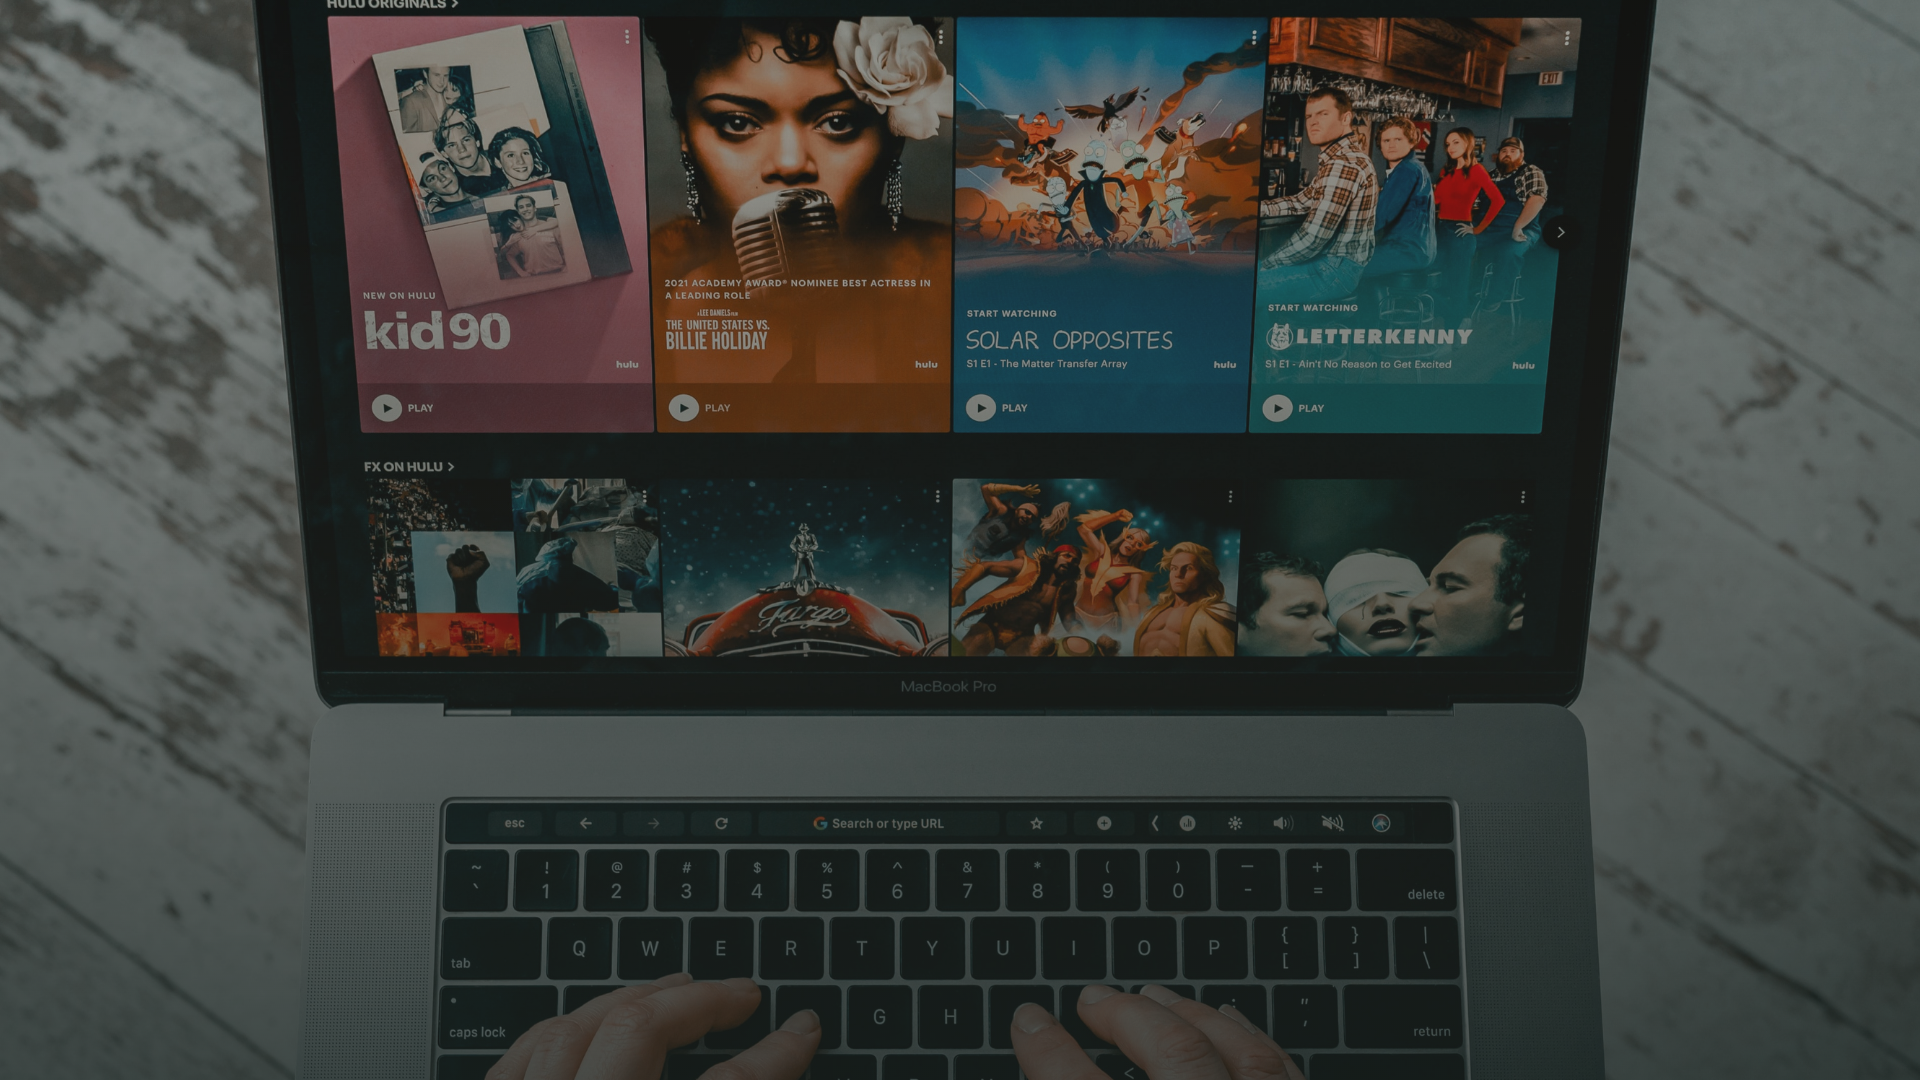 HULU ORIGINALS >
NEW ON HULU
kid 90
hulu
PLAY
2021 ACADEMY AWARD® NOMINEE BEST ACTRESS IN
A LEADING ROLE
A LEE DANIELS FILM
THE UNITED STATES VS.
BILLIE HOLIDAY
hulu
PLAY
START WATCHING
SOLAR OPPOSITES
S1 E1 - The Matter Transfer Array
hulu
PLAY
EXIT
START WATCHING
LETTERKENNY
S1 E1 - Ain't No Reason to Get Excited
hulu
PLAY
FX ON HULU >
Fargo
MacBook Pro
esc
G Search or type URL
~ ! @ # $ % ^ & * ( ) — +
` 1 2 3 4 5 6 7 8 9 0 - = delete
tab Q W E R T Y U I O P { [ } ] | \
caps lock G H " ' return
<